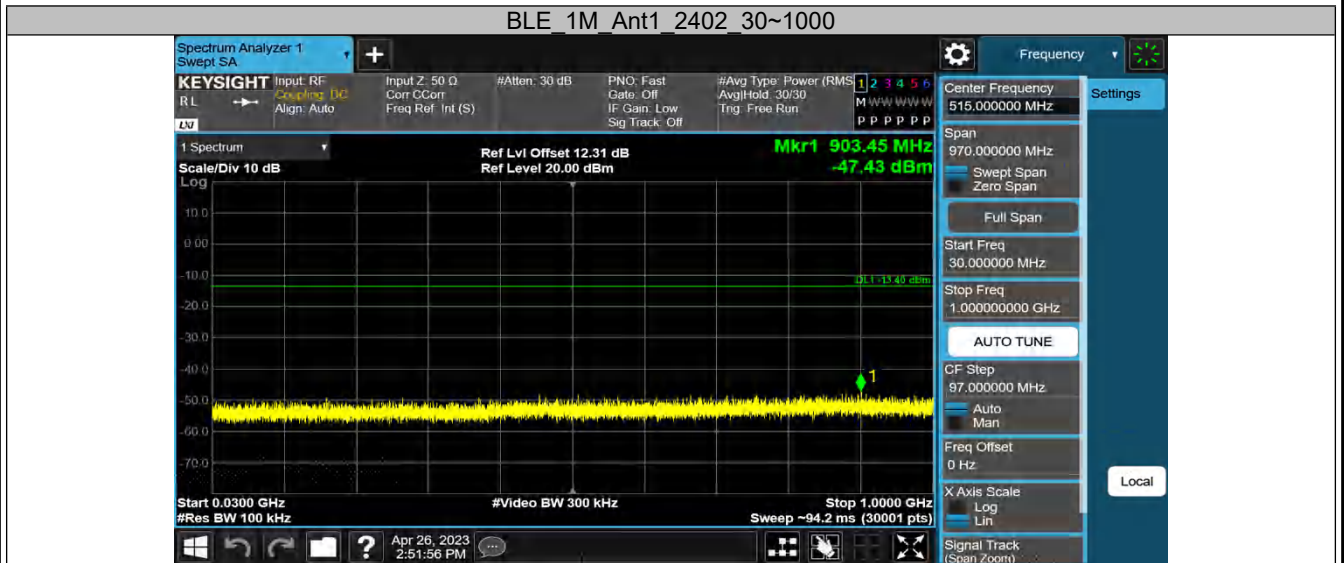 BLE_1M_Ant1_2402_30~1000
Spectrum Analyzer 1
Swept SA
+
Frequency
KEYSIGHT
RL
LXI
Input: RF
Coupling: DC
Align: Auto
Input Z: 50 Ω
Corr CCorr
Freq Ref: Int (S)
#Atten: 30 dB
PNO: Fast
Gate: Off
IF Gain: Low
Sig Track: Off
#Avg Type: Power (RMS
Avg|Hold: 30/30
Trig: Free Run
1 2 3 4 5 6
M W W W W W
P P P P P P
Center Frequency
515.000000 MHz
Settings
1 Spectrum
Scale/Div 10 dB
Ref Lvl Offset 12.31 dB
Ref Level 20.00 dBm
Mkr1 903.45 MHz
-47.43 dBm
Span
970.000000 MHz
Swept Span
Zero Span
Full Span
Start Freq
30.000000 MHz
Stop Freq
1.000000000 GHz
AUTO TUNE
CF Step
97.000000 MHz
Auto
Man
Freq Offset
0 Hz
X Axis Scale
Log
Lin
Signal Track
(Span Zoom)
Local
Log
10.0
0.00
-10.0
DL1 -13.40 dBm
-20.0
-30.0
-40.0
1
-50.0
-60.0
-70.0
Start 0.0300 GHz
#Video BW 300 kHz
Stop 1.0000 GHz
#Res BW 100 kHz
Sweep ~94.2 ms (30001 pts)
?
Apr 26, 2023
2:51:56 PM